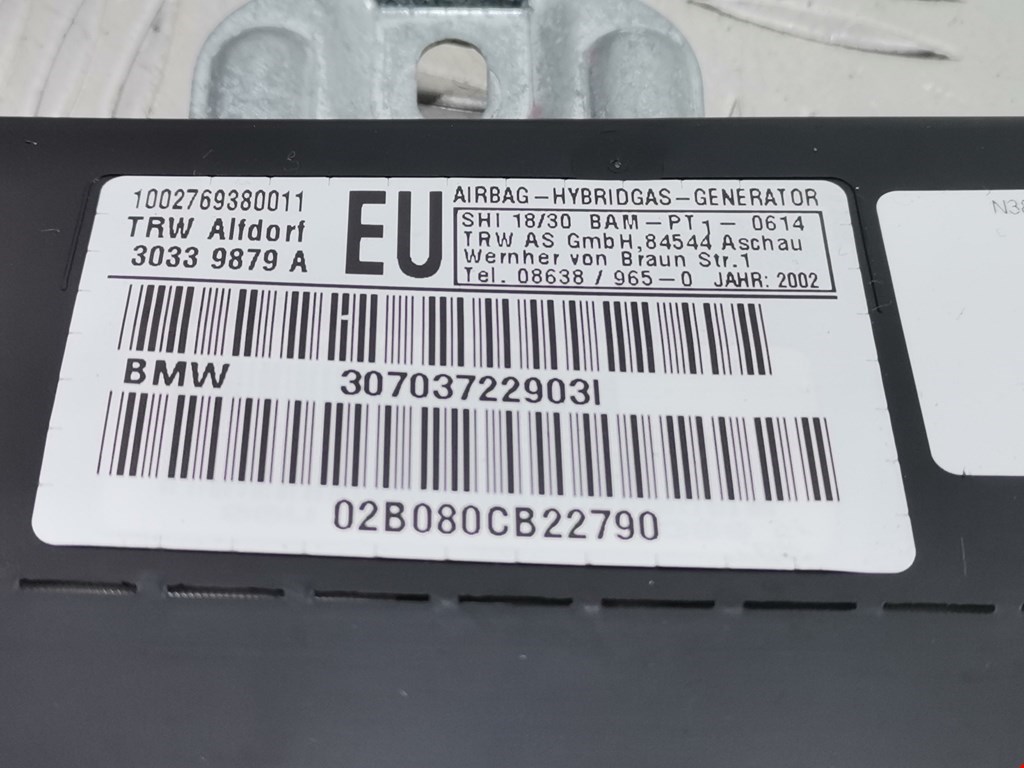 1002769380011
TRW Alfdorf
3033 9879 A
EU
AIRBAG-HYBRIDGAS-GENERATOR
SHI 18/30 BAM-PT1-0614
TRW AS GmbH, 84544 Aschau
Wernher von Braun Str.1
Tel. 08638 / 965-0 JAHR: 2002
BMW 30703722903I
02B080CB22790